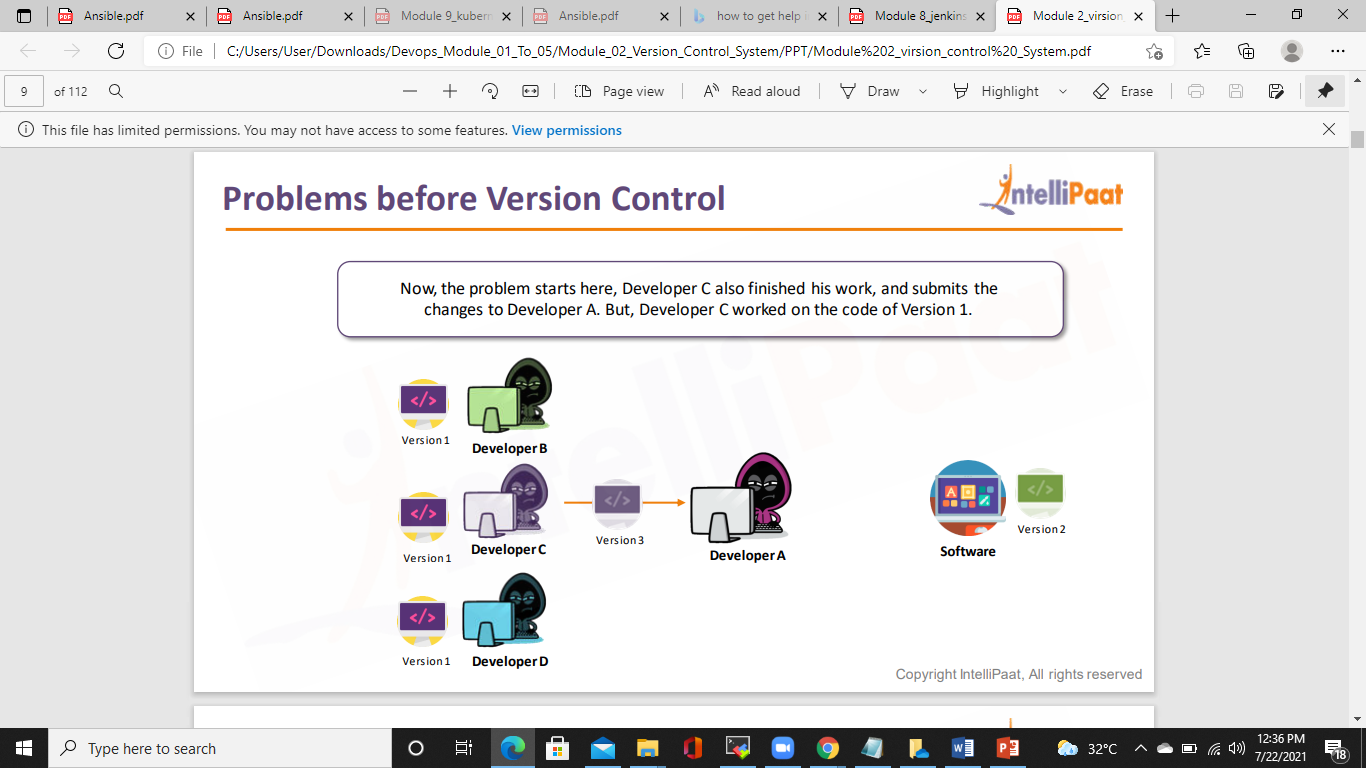 Ansible.pdf
Ansible.pdf
Module 9_kubern
Ansible.pdf
how to get help i
Module 8_jenkins
Module 2_virsion
File
C:/Users/User/Downloads/Devops_Module_01_To_05/Module_02_Version_Control_System/PPT/Module%202_virsion_control%20_System.pdf
9
of 112
Page view
Read aloud
Draw
Highlight
Erase
This file has limited permissions. You may not have access to some features. View permissions
Problems before Version Control
IntelliPaat
Now, the problem starts here, Developer C also finished his work, and submits the
changes to Developer A. But, Developer C worked on the code of Version 1.
</>
Version 1
Developer B
</>
Version 1
Developer C
</>
Version 3
Developer A
A
Software
</>
Version 2
</>
Version 1
Developer D
Copyright IntelliPaat, All rights reserved
IntelliPaat
Type here to search
32°C
12:36 PM
7/22/2021
18